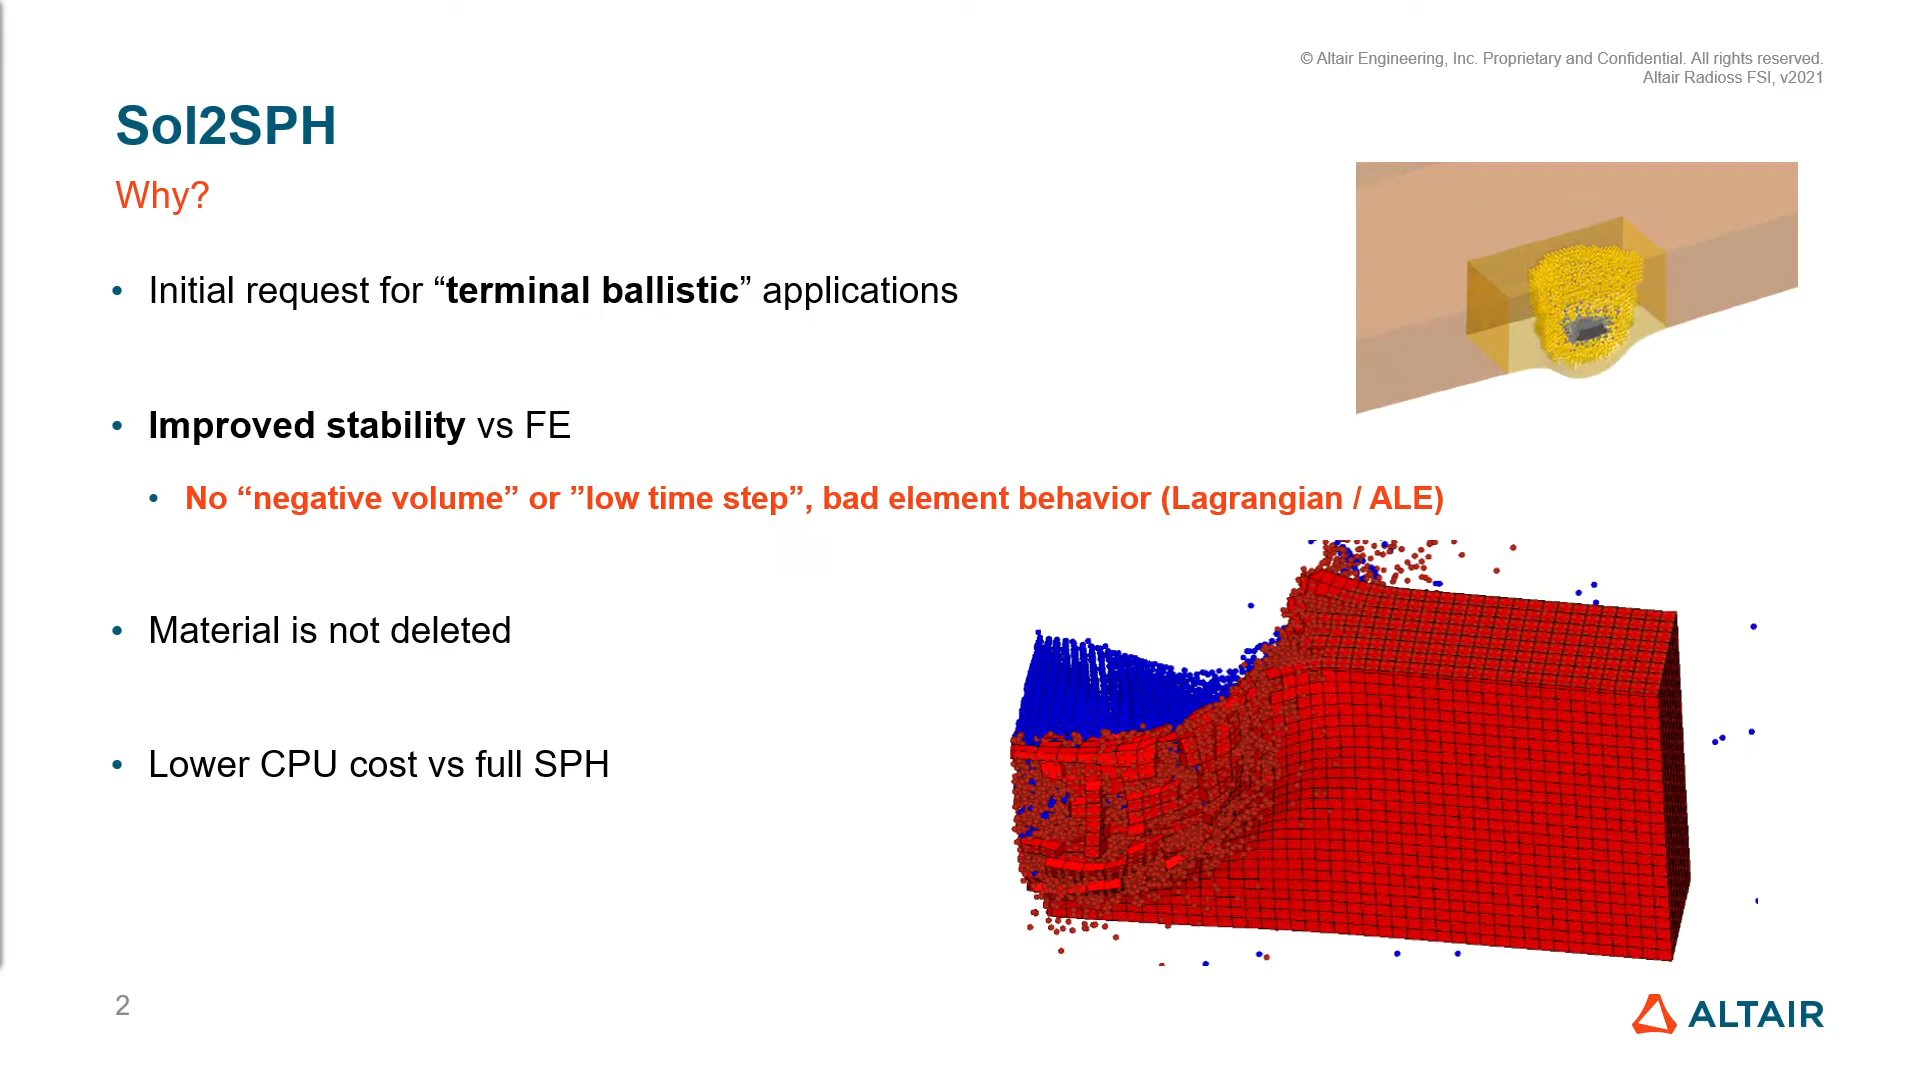 © Altair Engineering, Inc. Proprietary and Confidential. All rights reserved.
Altair Radioss FSI, v2021
Sol2SPH
Why?
• Initial request for “terminal ballistic” applications
• Improved stability vs FE
• No “negative volume” or ”low time step”, bad element behavior (Lagrangian / ALE)
• Material is not deleted
• Lower CPU cost vs full SPH
2
ALTAIR